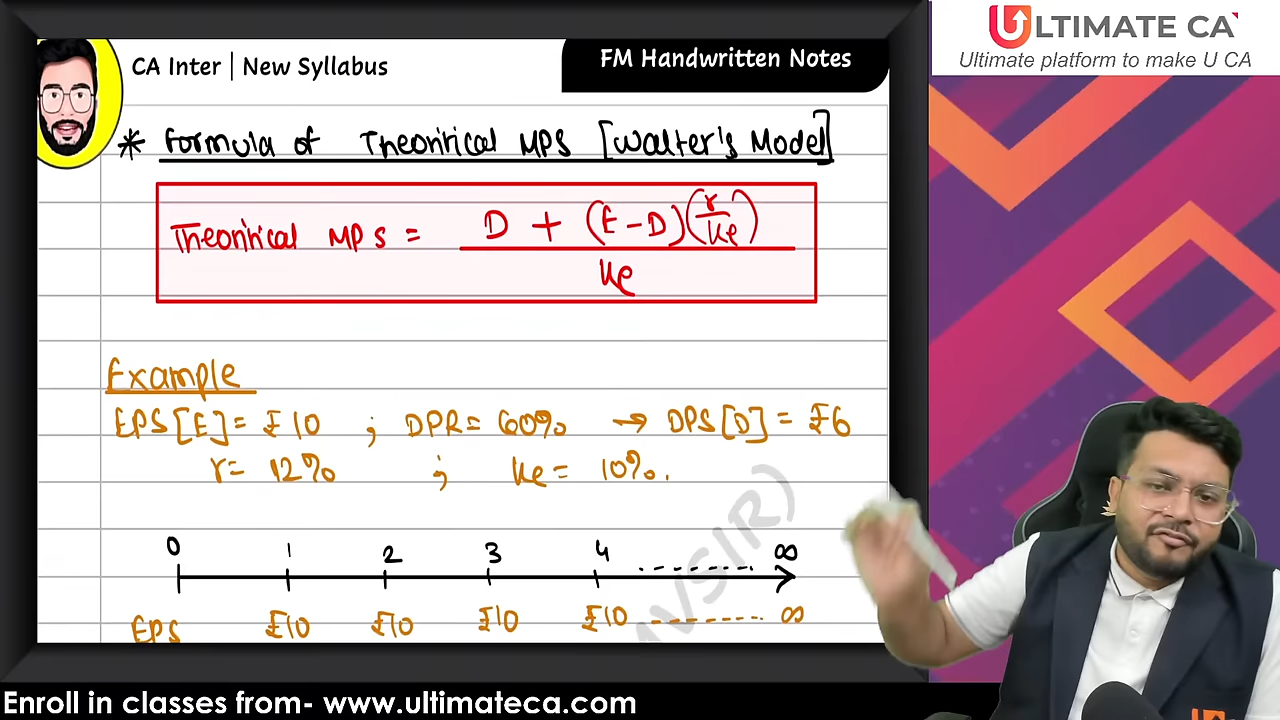 CA Inter | New Syllabus
FM Handwritten Notes
ULTIMATE CA
Ultimate platform to make U CA
* Formula of Theoritical MPS [Walter's Model]
Theoritical MPS = D + (E - D)(r/Ke)
Ke
Example
EPS [E] = ₹10 ; DPR = 60% → DPS [D] = ₹6
r = 12% ; Ke = 10%.
0 1 2 3 4 ∞
EPS ₹10 ₹10 ₹10 ₹10 -------- ∞
Enroll in classes from- www.ultimateca.com